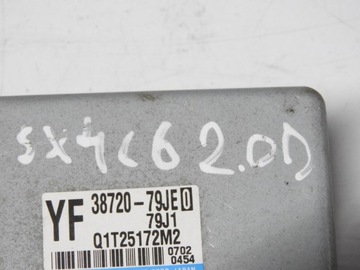 SX4 C6 2.0D
YF 38720-79JE0
79J1
Q1T25172M2
0702
0454